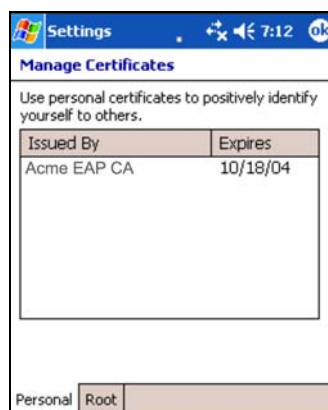 Settings 7:12 ok
Manage Certificates
Use personal certificates to positively identify
yourself to others.
Issued By Expires
Acme EAP CA 10/18/04
Personal Root